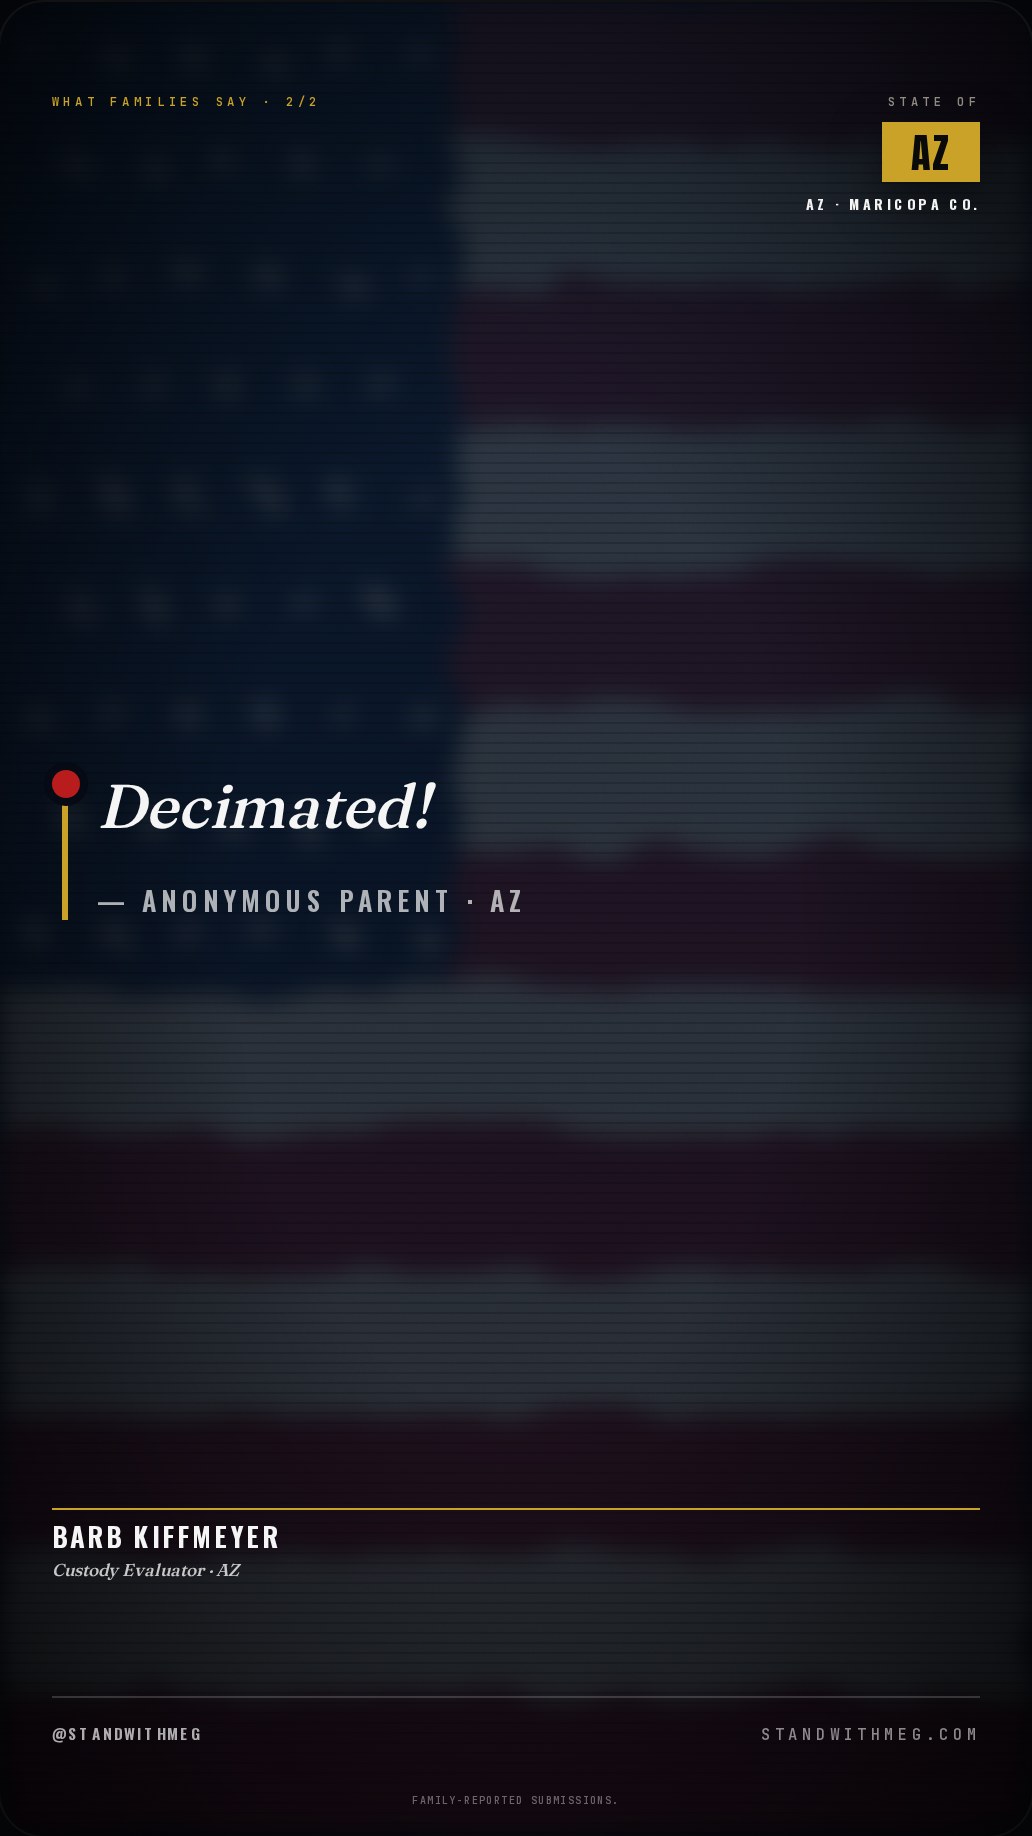 WHAT FAMILIES SAY · 2/2
STATE OF
AZ
AZ · MARICOPA CO.
Decimated!
— ANONYMOUS PARENT · AZ
BARB KIFFMEYER
Custody Evaluator · AZ
@STANDWITHMEG
STANDWITHMEG.COM
FAMILY-REPORTED SUBMISSIONS.